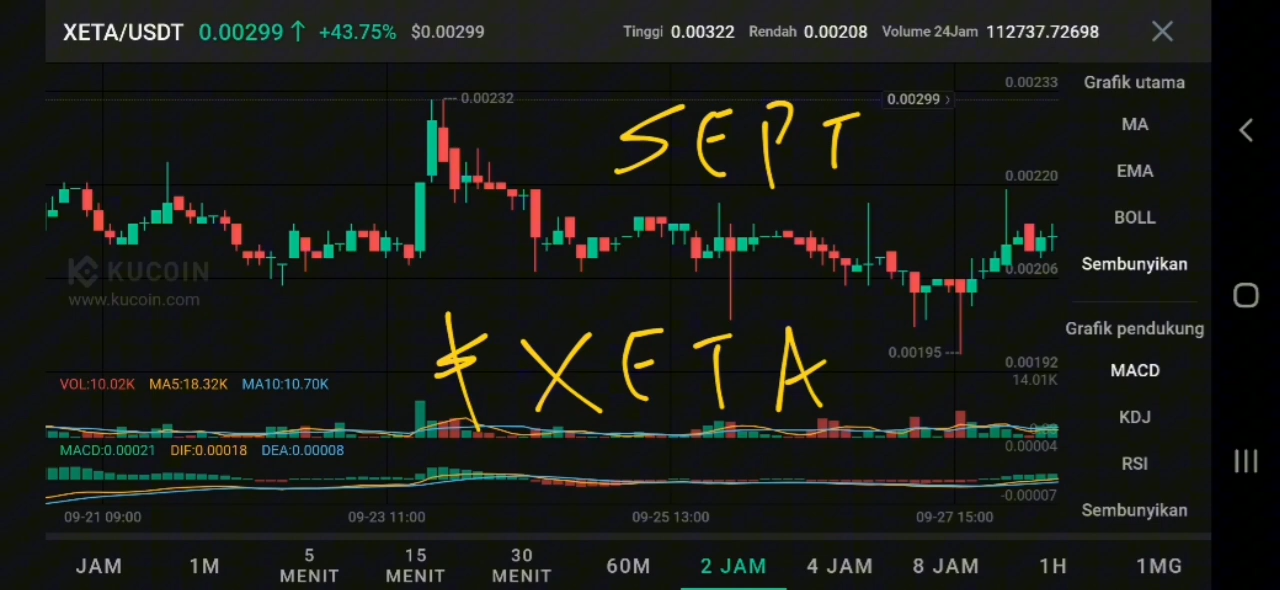 XETA/USDT 0.00299↑ +43.75% $0.00299 Tinggi 0.00322 Rendah 0.00208 Volume 24Jam 112737.72698
0.00233
Grafik utama
0.00232
0.00299 ›
SEPT
MA
0.00220
EMA
BOLL
KUCOIN
www.kucoin.com
0.00206
Sembunyikan
Grafik pendukung
$XETA
0.00195
0.00192
VOL:10.02K MA5:18.32K MA10:10.70K
14.01K
MACD
KDJ
0.00004
MACD:0.00021 DIF:0.00018 DEA:0.00008
RSI
-0.00007
Sembunyikan
09-21 09:00 09-23 11:00 09-25 13:00 09-27 15:00
JAM 1M 5 MENIT 15 MENIT 30 MENIT 60M 2 JAM 4 JAM 8 JAM 1H 1MG